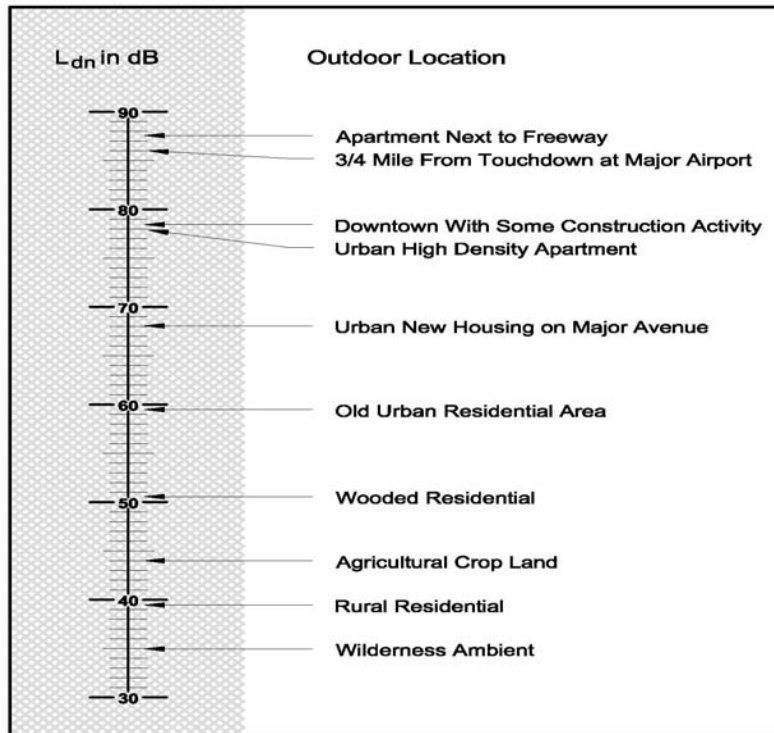 L_dn in dB Outdoor Location
90
Apartment Next to Freeway
3/4 Mile From Touchdown at Major Airport
80
Downtown With Some Construction Activity
Urban High Density Apartment
70
Urban New Housing on Major Avenue
60
Old Urban Residential Area
50
Wooded Residential
Agricultural Crop Land
40
Rural Residential
Wilderness Ambient
30